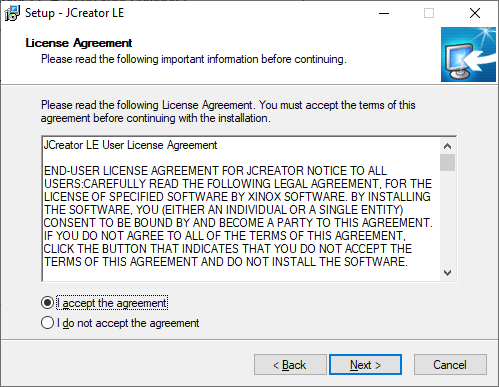 Setup - JCreator LE
License Agreement
Please read the following important information before continuing.
Please read the following License Agreement. You must accept the terms of this
agreement before continuing with the installation.
JCreator LE User License Agreement
END-USER LICENSE AGREEMENT FOR JCREATOR NOTICE TO ALL
USERS:CAREFULLY READ THE FOLLOWING LEGAL AGREEMENT, FOR THE
LICENSE OF SPECIFIED SOFTWARE BY XINOX SOFTWARE. BY INSTALLING
THE SOFTWARE, YOU (EITHER AN INDIVIDUAL OR A SINGLE ENTITY)
CONSENT TO BE BOUND BY AND BECOME A PARTY TO THIS AGREEMENT.
IF YOU DO NOT AGREE TO ALL OF THE TERMS OF THIS AGREEMENT,
CLICK THE BUTTON THAT INDICATES THAT YOU DO NOT ACCEPT THE
TERMS OF THIS AGREEMENT AND DO NOT INSTALL THE SOFTWARE.
I accept the agreement
I do not accept the agreement
< Back
Next >
Cancel